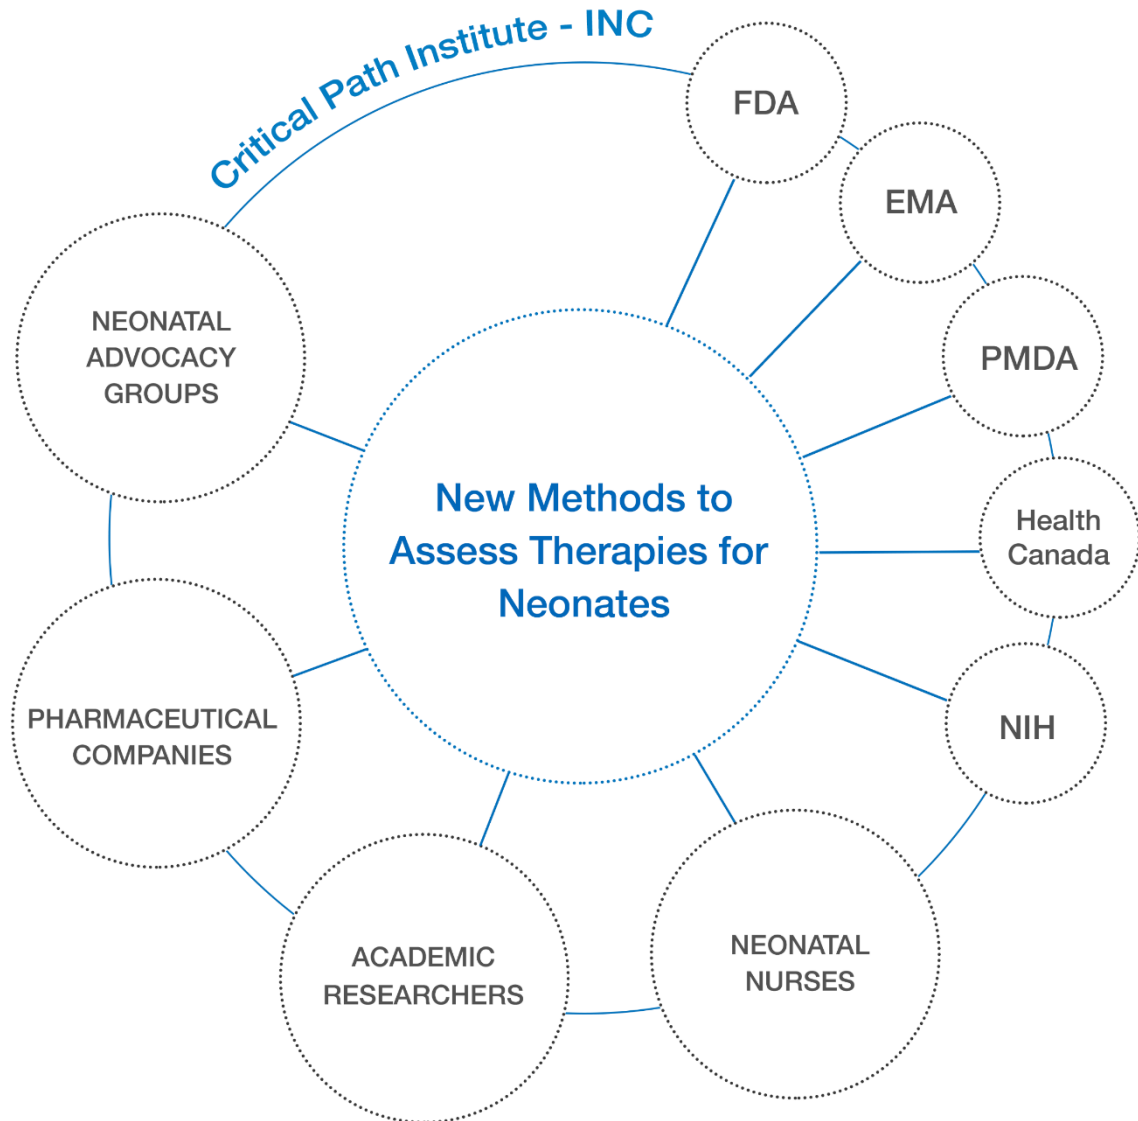 Critical Path Institute - INC
FDA
EMA
PMDA
Health
Canada
NIH
NEONATAL
NURSES
ACADEMIC
RESEARCHERS
PHARMACEUTICAL
COMPANIES
NEONATAL
ADVOCACY
GROUPS
New Methods to
Assess Therapies for
Neonates